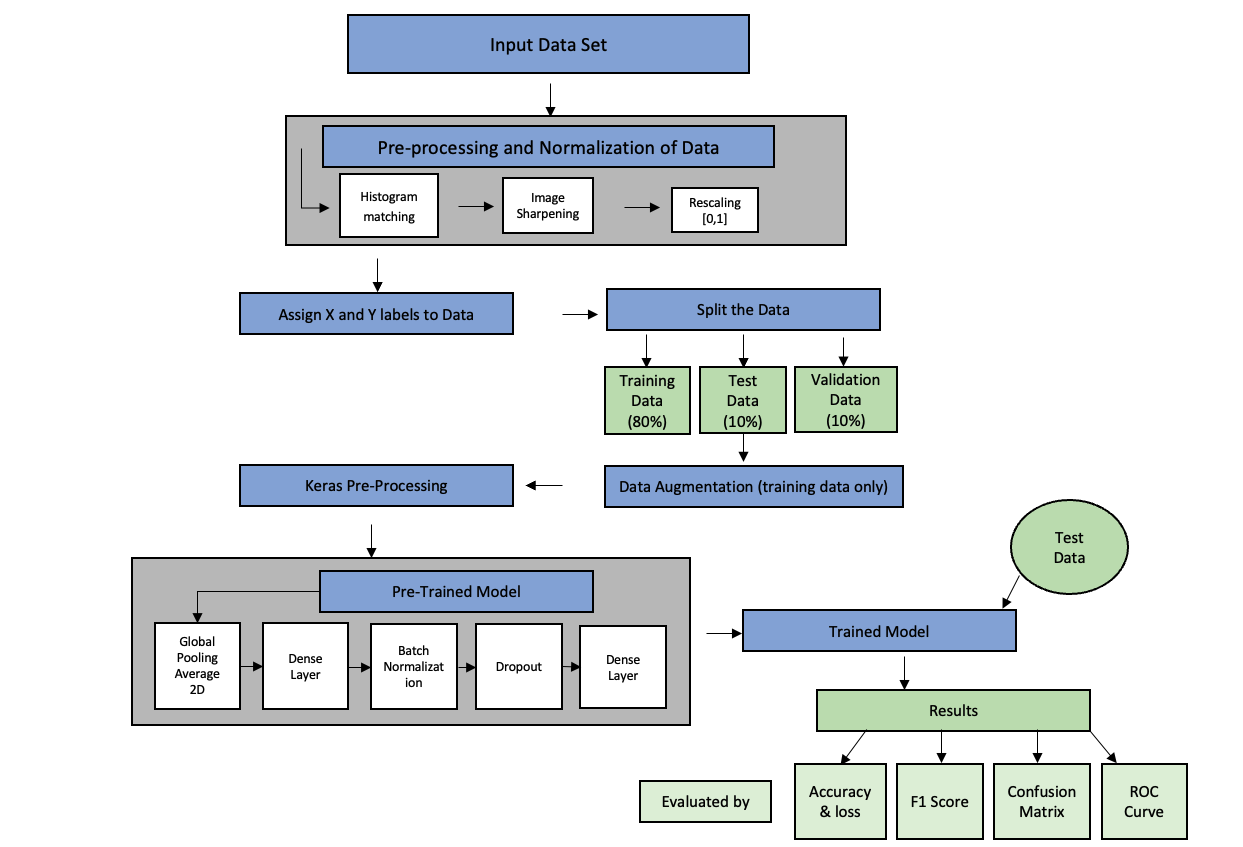 Input Data Set
Pre-processing and Normalization of Data
Histogram
matching
Image
Sharpening
Rescaling
[0,1]
Assign X and Y labels to Data
Split the Data
Training
Data
(80%)
Test
Data
(10%)
Validation
Data
(10%)
Keras Pre-Processing
Data Augmentation (training data only)
Test
Data
Pre-Trained Model
Global
Pooling
Average
2D
Dense
Layer
Batch
Normalizat
ion
Dropout
Dense
Layer
Trained Model
Results
Evaluated by
Accuracy
& loss
F1 Score
Confusion
Matrix
ROC
Curve